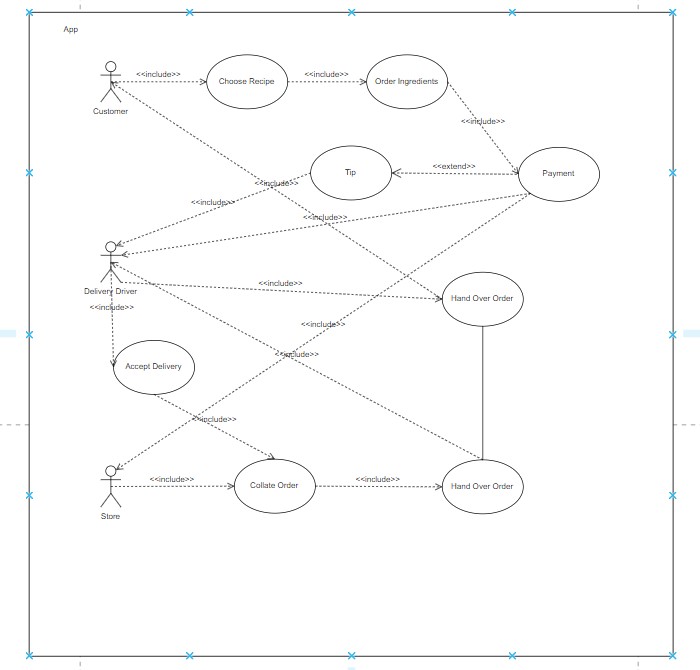 App
<<include>>
<<include>>
Choose Recipe
Order Ingredients
Customer
<<include>>
<<extend>>
Tip
Payment
<<include>>
<<include>>
<<include>>
Delivery Driver
<<include>>
Hand Over Order
<<include>>
<<include>>
<<include>>
Accept Delivery
<<include>>
<<include>>
<<include>>
Collate Order
Hand Over Order
Store